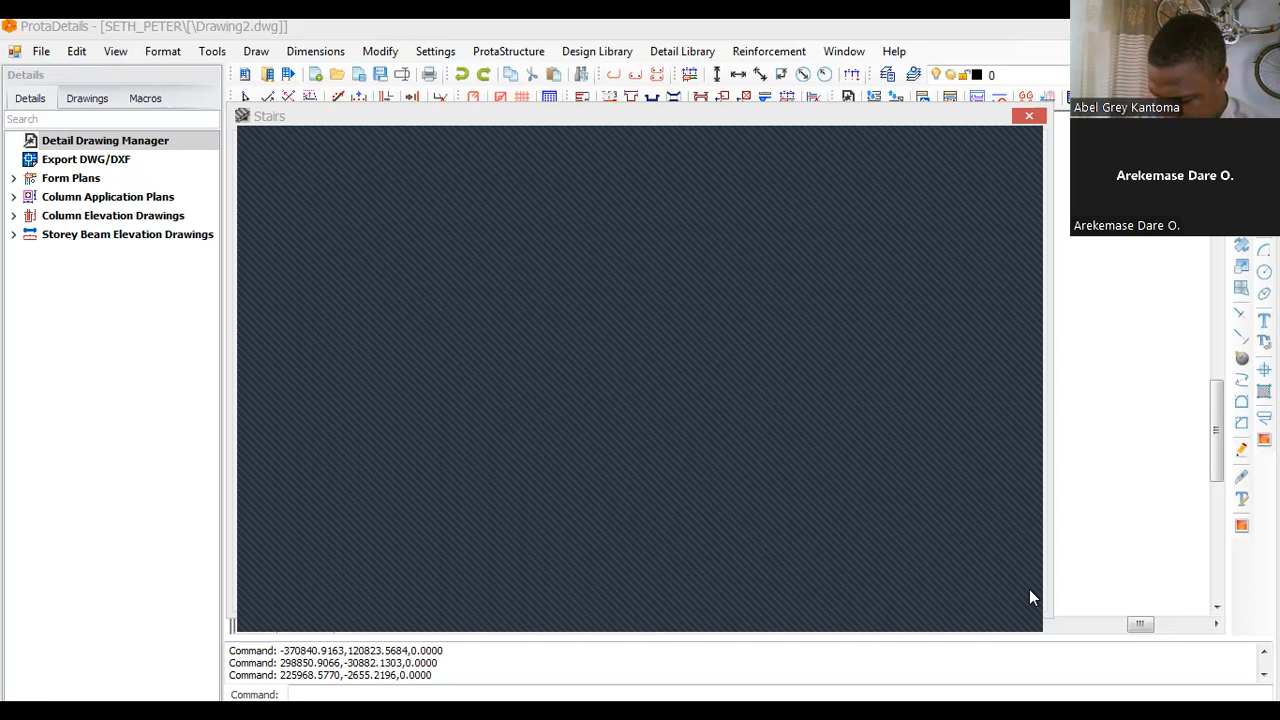 ProtaDetails - [SETH_PETER\[\Drawing2.dwg]]
File Edit View Format Tools Draw Dimensions Modify Settings ProtaStructure Design Library Detail Library Reinforcement Window Help
Details
0
Details Drawings Macros
Search
Stairs
Detail Drawing Manager
Export DWG/DXF
Form Plans
Column Application Plans
Column Elevation Drawings
Storey Beam Elevation Drawings
Abel Grey Kantoma
Arekemase Dare O.
Arekemase Dare O.
Command: -370840.9163,120823.5684,0.0000
Command: 298850.9066,-30882.1303,0.0000
Command: 225968.5770,-2655.2196,0.0000
Command: